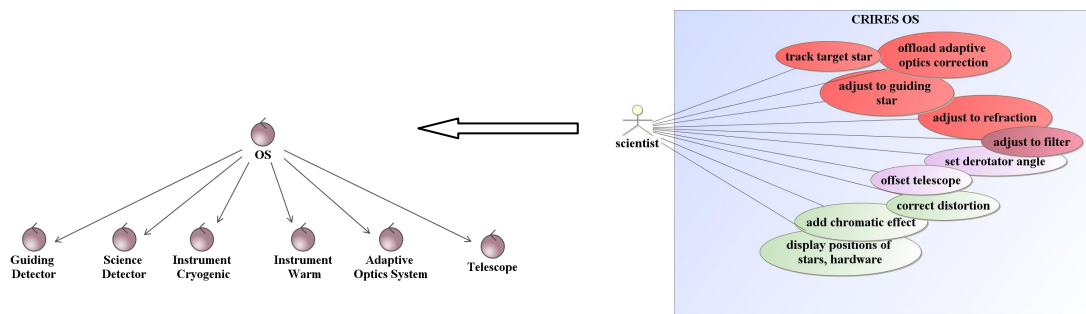 OS
Guiding
Detector
Science
Detector
Instrument
Cryogenic
Instrument
Warm
Adaptive
Optics System
Telescope
scientist
CRIRES OS
track target star
offload adaptive
optics correction
adjust to guiding
star
adjust to refraction
adjust to filter
set derotator angle
offset telescope
correct distortion
add chromatic effect
display positions of
stars, hardware